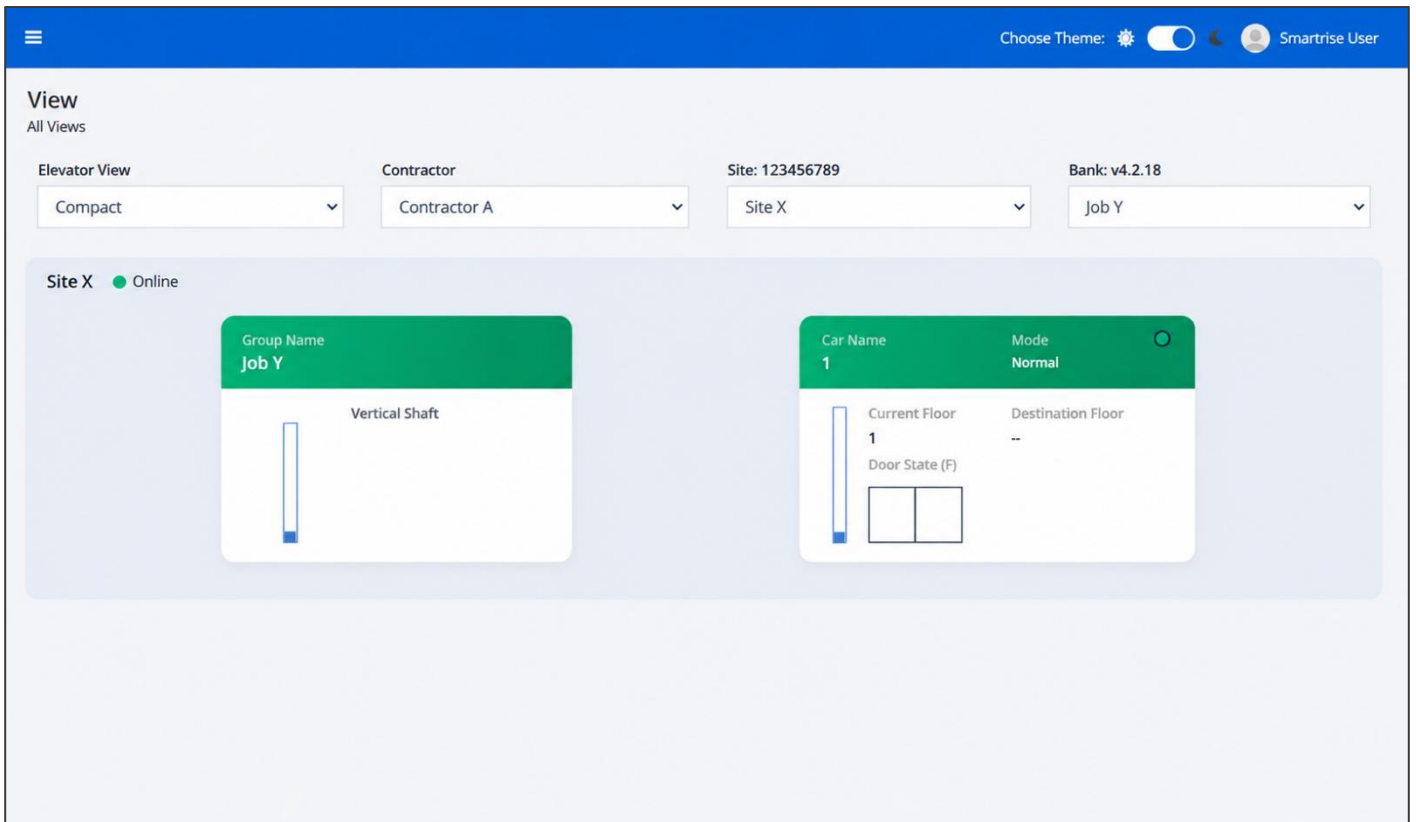 Choose Theme: Smartrise User
View
All Views
Elevator View Contractor Site: 123456789 Bank: v4.2.18
Compact Contractor A Site X Job Y
Site X Online
Group Name
Job Y
Vertical Shaft
Car Name Mode
1 Normal
Current Floor Destination Floor
1 --
Door State (F)